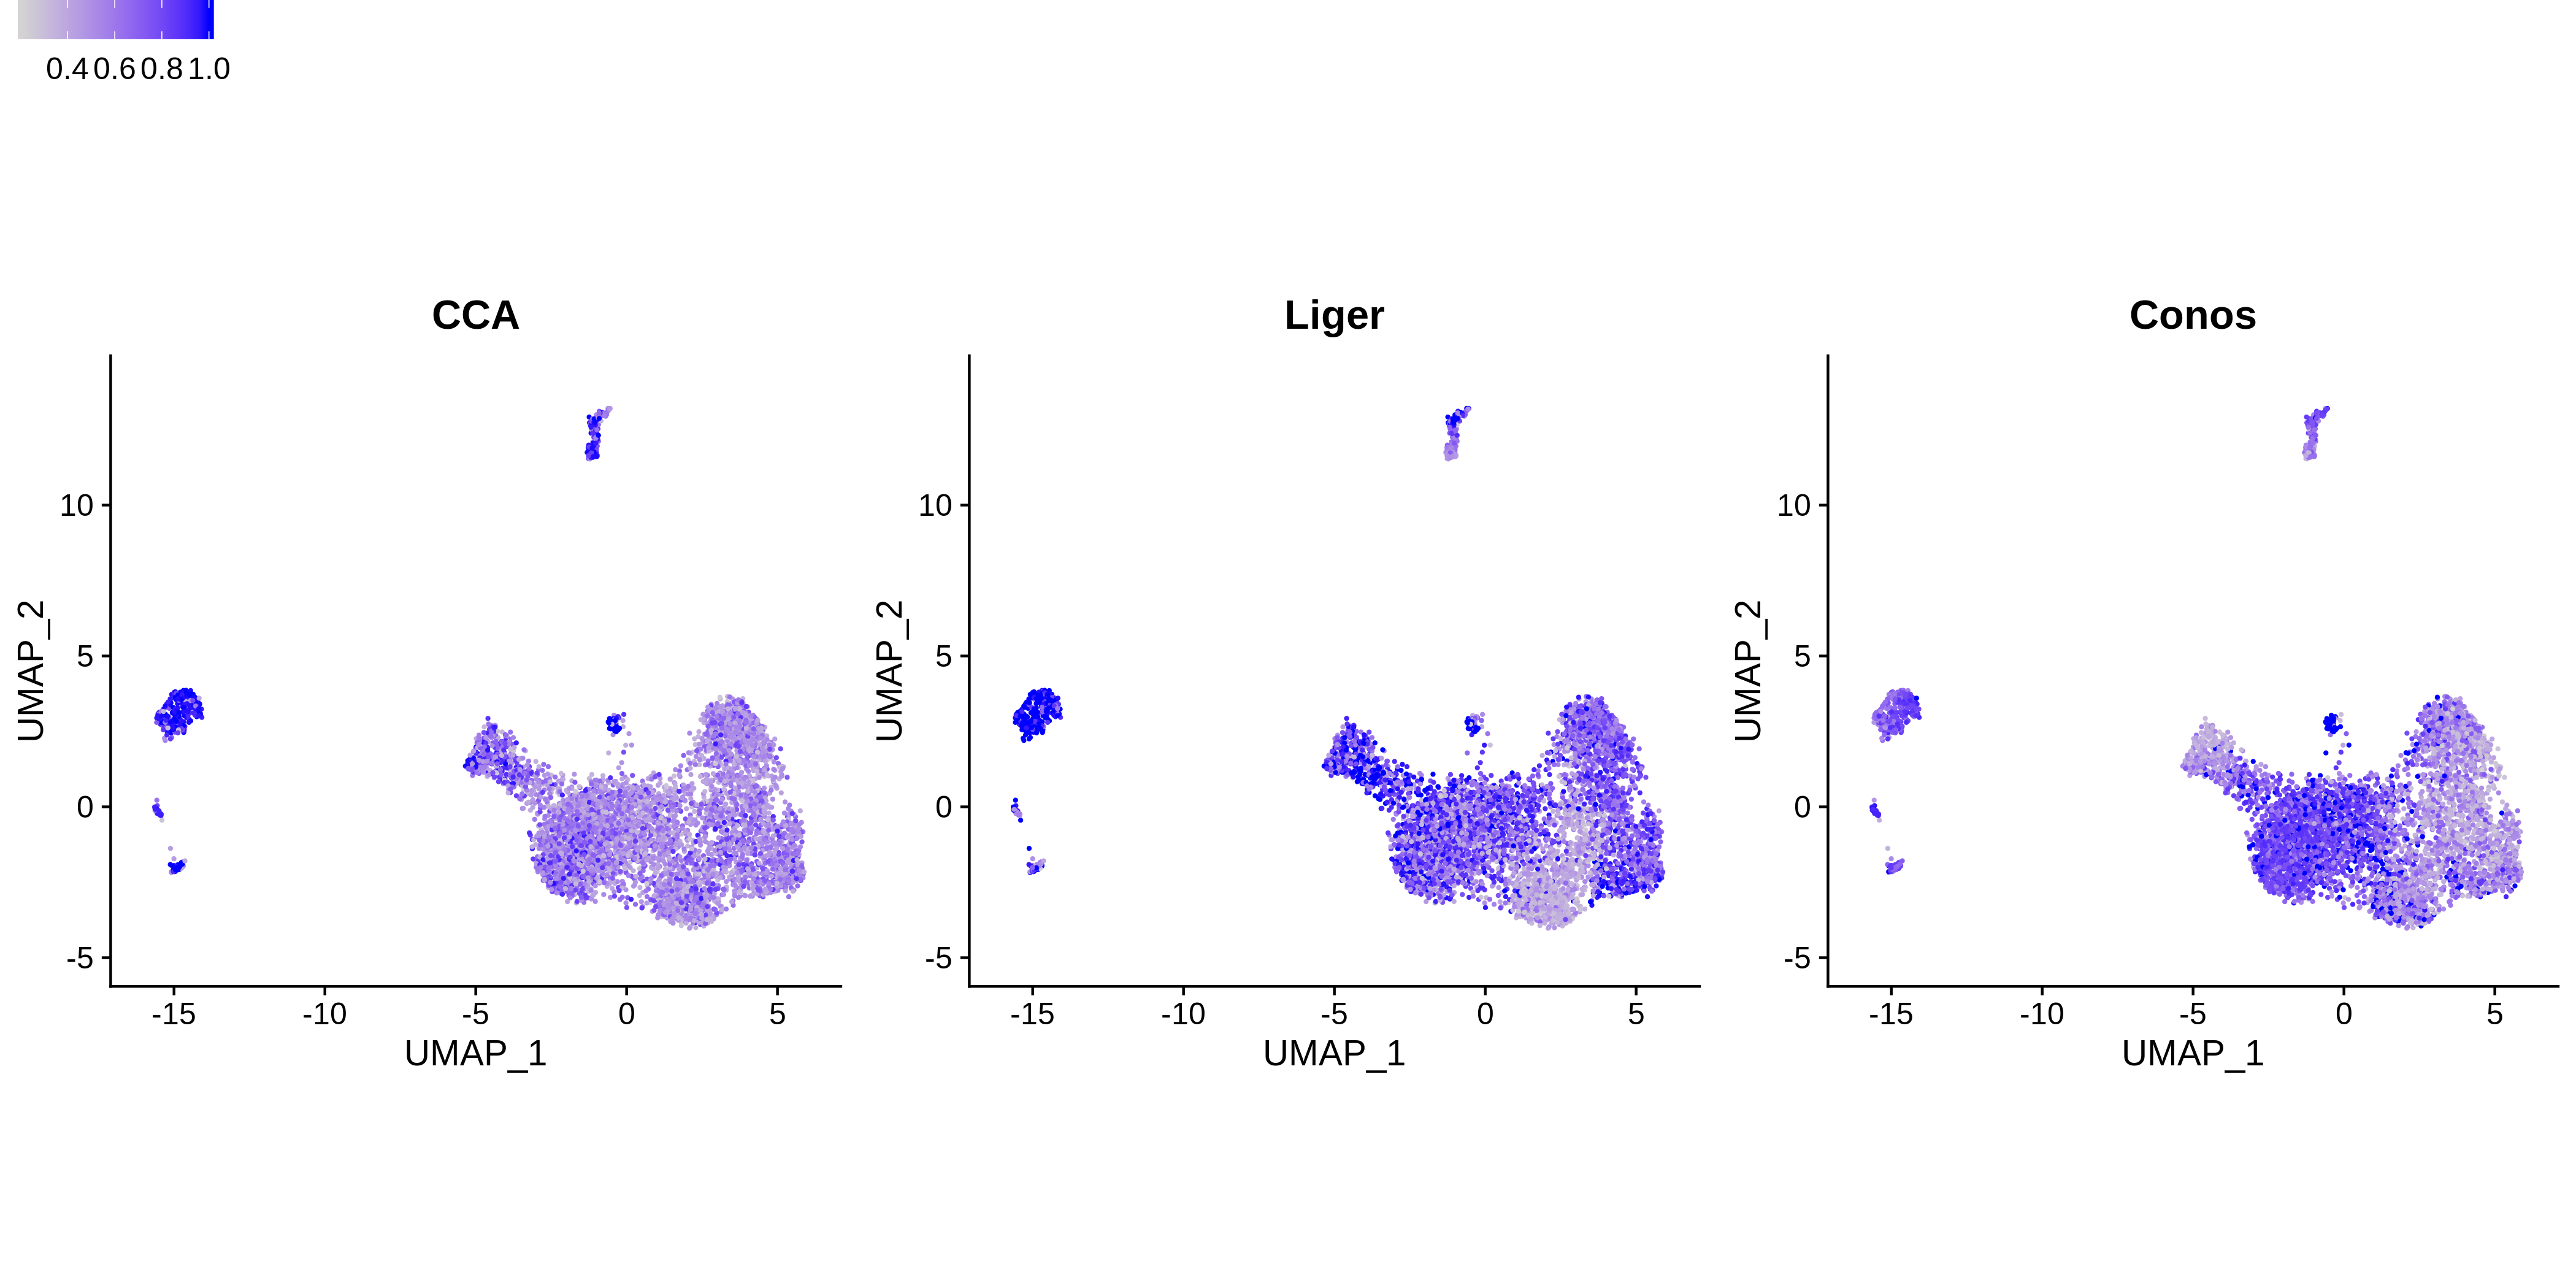 0.4 0.6 0.8 1.0
CCA Liger Conos
10 10 10
5 5 5
UMAP_2 UMAP_2 UMAP_2
0 0 0
-5 -5 -5
-15 -10 -5 0 5 -15 -10 -5 0 5 -15 -10 -5 0 5
UMAP_1 UMAP_1 UMAP_1